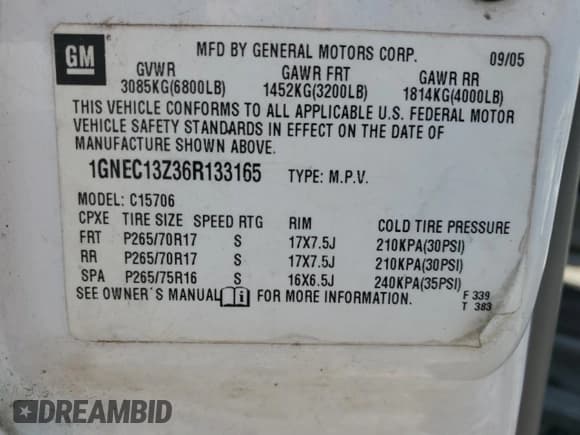 GM
MFD BY GENERAL MOTORS CORP. 09/05
GVWR GAWR FRT GAWR RR
3085KG(6800LB) 1452KG(3200LB) 1814KG(4000LB)
THIS VEHICLE CONFORMS TO ALL APPLICABLE U.S. FEDERAL MOTOR
VEHICLE SAFETY STANDARDS IN EFFECT ON THE DATE OF
MANUFACTURE SHOWN ABOVE.
1GNEC13Z36R133165 TYPE: M.P.V.
MODEL: C15706
CPXE TIRE SIZE SPEED RTG RIM COLD TIRE PRESSURE
FRT P265/70R17 S 17X7.5J 210KPA(30PSI)
RR P265/70R17 S 17X7.5J 210KPA(30PSI)
SPA P265/75R16 S 16X6.5J 240KPA(35PSI)
SEE OWNER'S MANUAL i FOR MORE INFORMATION.
F 339
T 383
DREAMBID